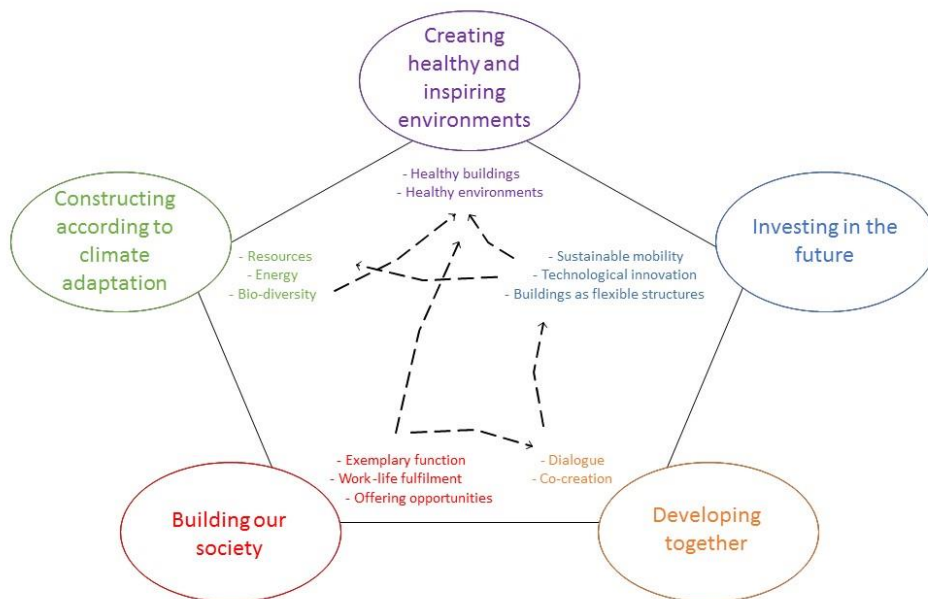 Creating
healthy and
inspiring
environments
- Healthy buildings
- Healthy environments
Constructing
according to
climate
adaptation
- Resources
- Energy
- Bio-diversity
- Sustainable mobility
- Technological innovation
- Buildings as flexible structures
Investing in the
future
- Exemplary function
- Work-life fulfilment
- Offering opportunities
- Dialogue
- Co-creation
Building our
society
Developing
together